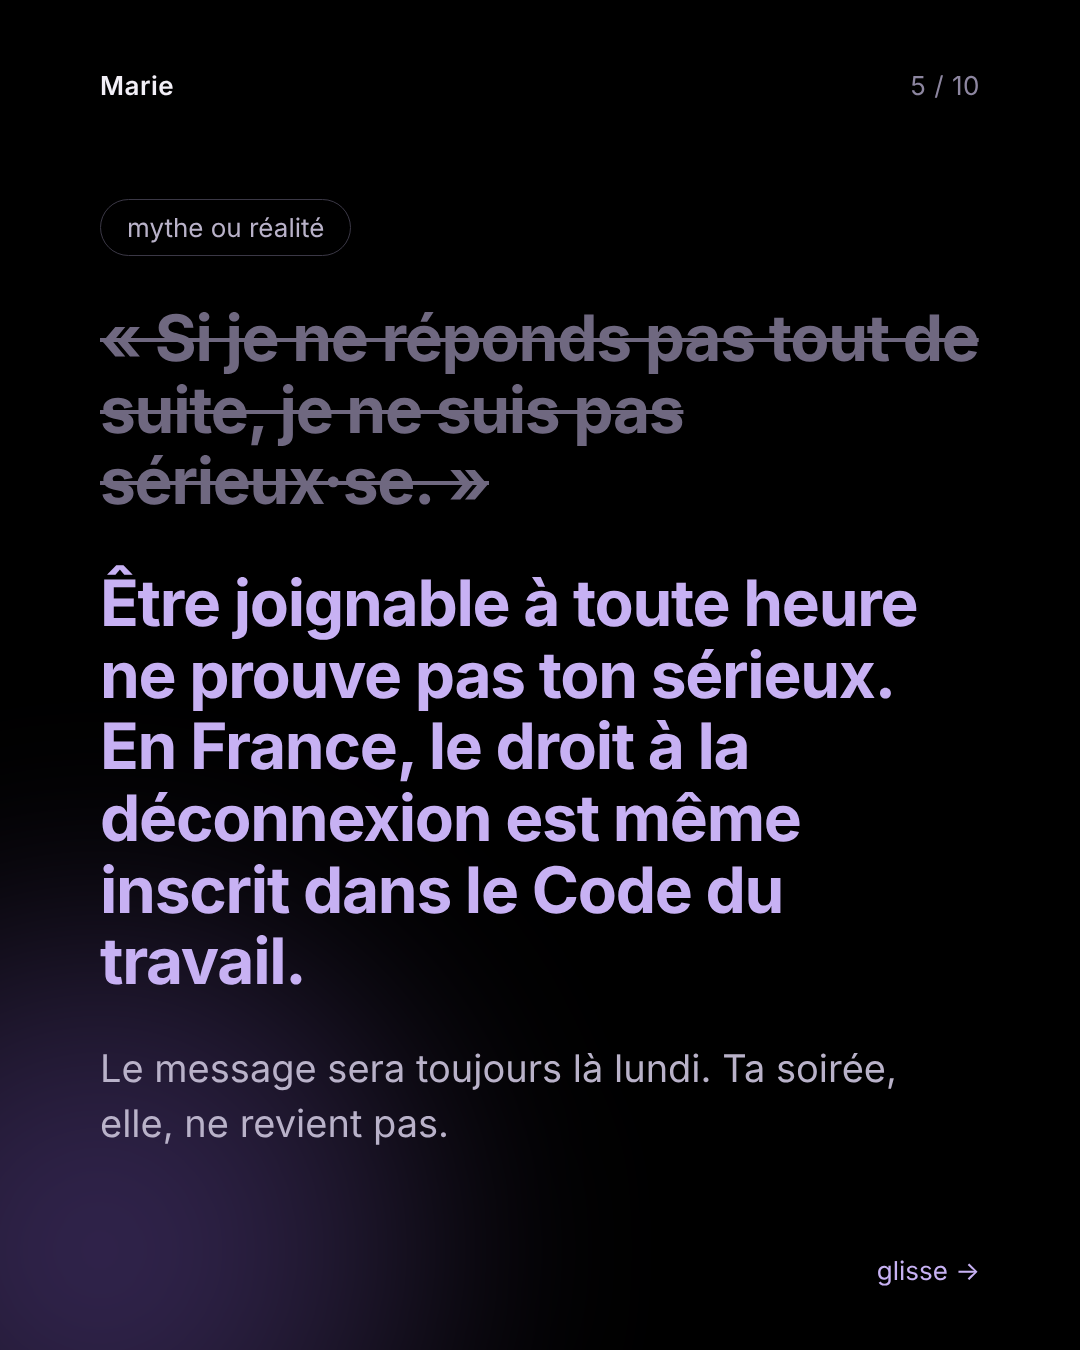 Marie
5 / 10
mythe ou réalité
« Si je ne réponds pas tout de
suite, je ne suis pas
sérieux·se. »
Être joignable à toute heure
ne prouve pas ton sérieux.
En France, le droit à la
déconnexion est même
inscrit dans le Code du
travail.
Le message sera toujours là lundi. Ta soirée,
elle, ne revient pas.
glisse →